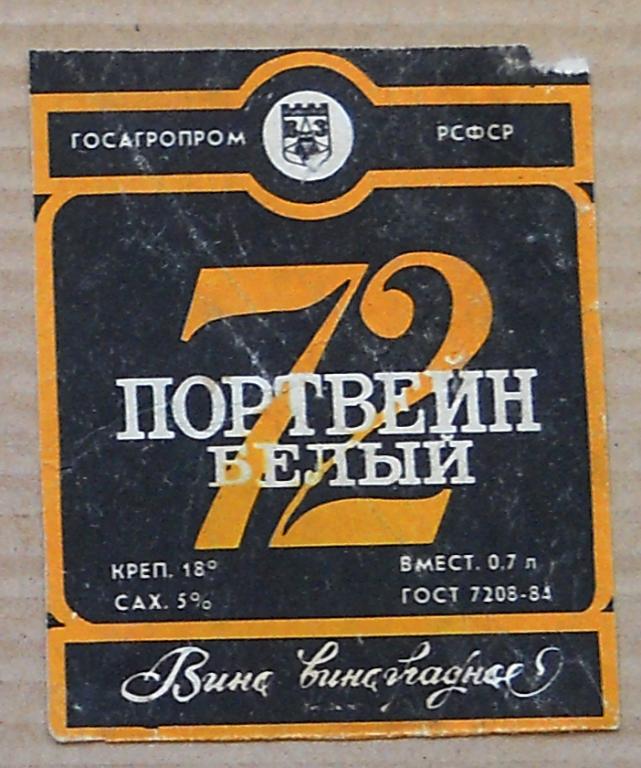 ГОСАГРОПРОМ РСФСР
72
ПОРТВЕЙН
БЕЛЫЙ
КРЕП. 18° ВМЕСТ. 0,7 л
САХ. 5% ГОСТ 7208-84
Вино виноградное